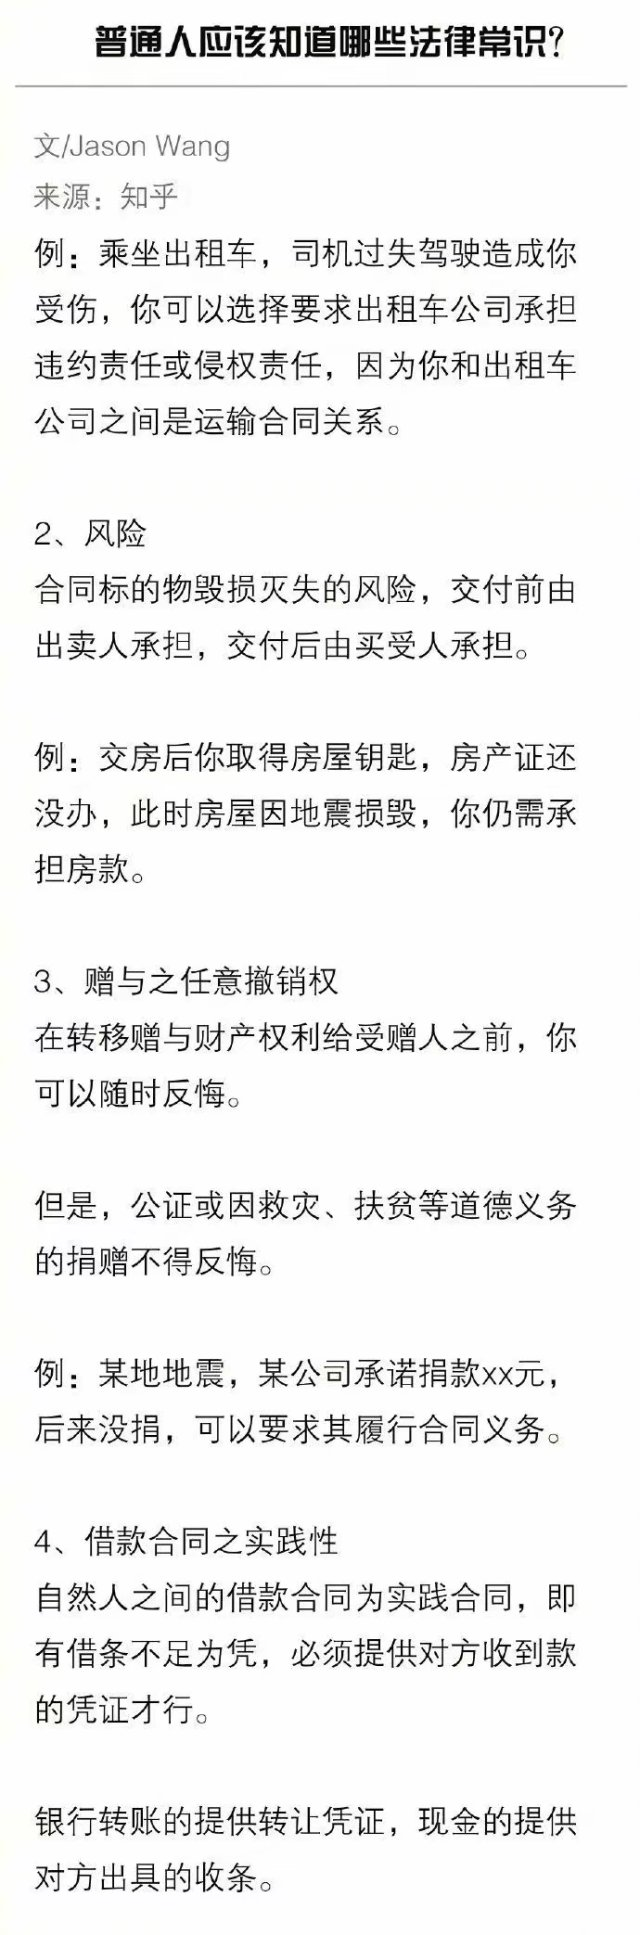 普通人应该知道哪些法律常识?
文/Jason Wang
来源：知乎
例：乘坐出租车，司机过失驾驶造成你
受伤，你可以选择要求出租车公司承担
违约责任或侵权责任，因为你和出租车
公司之间是运输合同关系。
2、风险
合同标的物毁损灭失的风险，交付前由
出卖人承担，交付后由买受人承担。
例：交房后你取得房屋钥匙，房产证还
没办，此时房屋因地震损毁，你仍需承
担房款。
3、赠与之任意撤销权
在转移赠与财产权利给受赠人之前，你
可以随时反悔。
但是，公证或因救灾、扶贫等道德义务
的捐赠不得反悔。
例：某地地震，某公司承诺捐款xx元，
后来没捐，可以要求其履行合同义务。
4、借款合同之实践性
自然人之间的借款合同为实践合同，即
有借条不足为凭，必须提供对方收到款
的凭证才行。
银行转账的提供转让凭证，现金的提供
对方出具的收条。